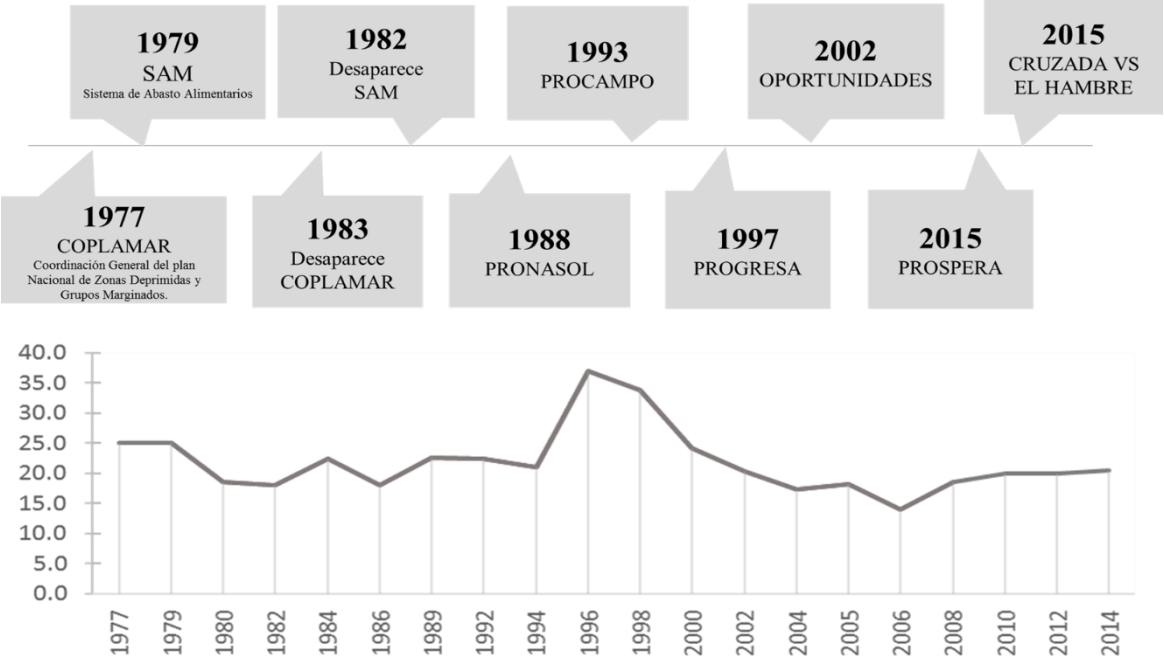 1979
SAM
Sistema de Abasto Alimentarios
1982
Desaparece
SAM
1993
PROCAMPO
2002
OPORTUNIDADES
2015
CRUZADA VS
EL HAMBRE
1977
COPLAMAR
Coordinación General del plan
Nacional de Zonas Deprimidas y
Grupos Marginados.
1983
Desaparece
COPLAMAR
1988
PRONASOL
1997
PROGRESA
2015
PROSPERA
40.0
35.0
30.0
25.0
20.0
15.0
10.0
5.0
0.0
1977
1979
1980
1982
1984
1986
1989
1992
1994
1996
1998
2000
2002
2004
2005
2006
2008
2010
2012
2014